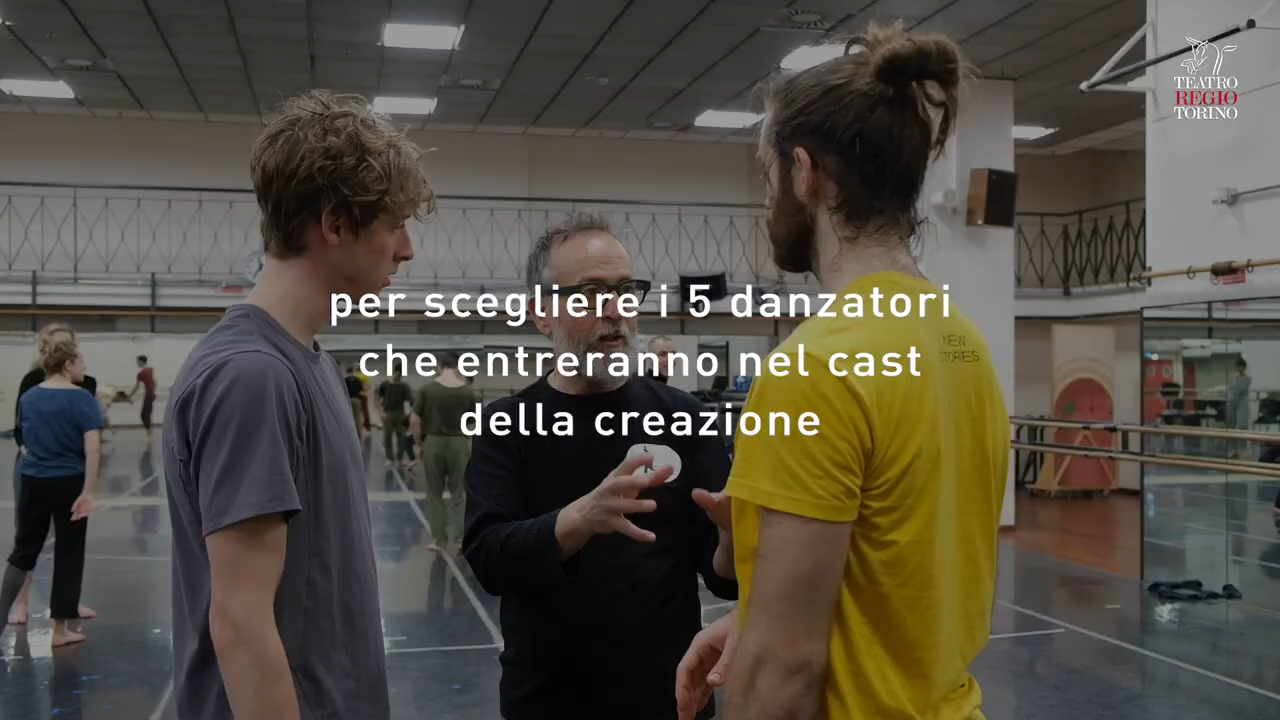 TEATRO
REGIO
TORINO
per scegliere i 5 danzatori
che entreranno nel cast
della creazione
NEW
STORIES